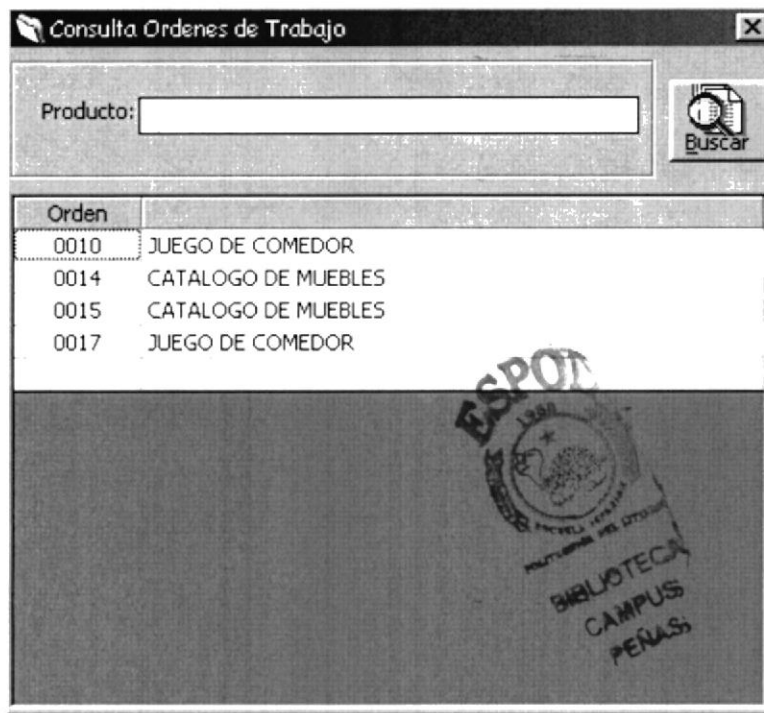 Consulta Ordenes de Trabajo
Producto:
Buscar
Orden
0010 JUEGO DE COMEDOR
0014 CATALOGO DE MUEBLES
0015 CATALOGO DE MUEBLES
0017 JUEGO DE COMEDOR
ESPOL
BIBLIOTECA
CAMPUS
PEÑAS